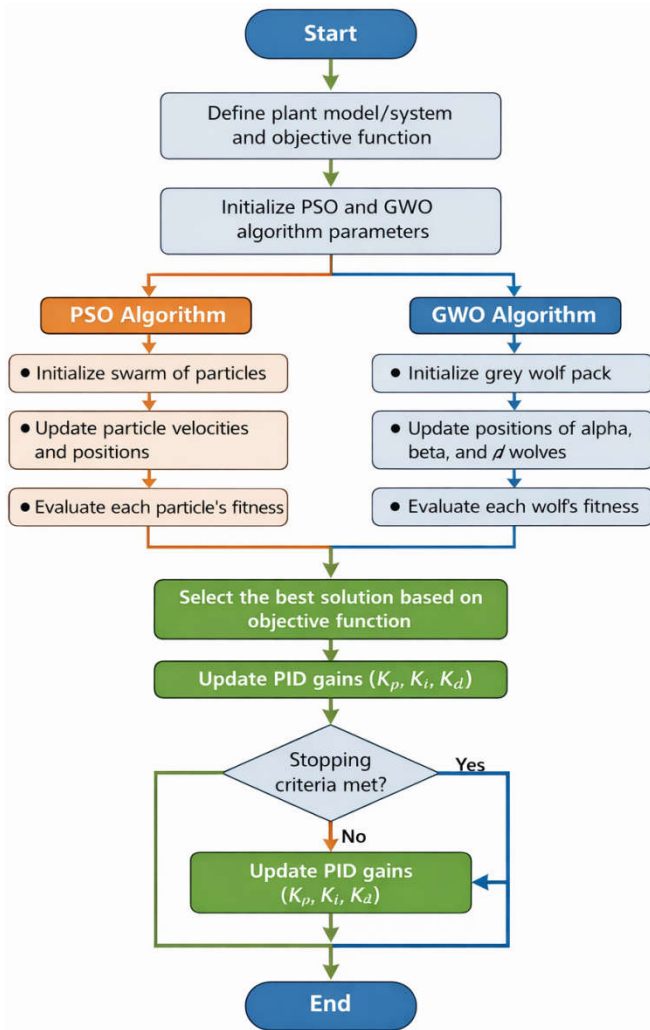 Start
Define plant model/system
and objective function
Initialize PSO and GWO
algorithm parameters
PSO Algorithm
● Initialize swarm of particles
● Update particle velocities
and positions
● Evaluate each particle's fitness
GWO Algorithm
● Initialize grey wolf pack
● Update positions of alpha,
beta, and d wolves
● Evaluate each wolf's fitness
Select the best solution based on
objective function
Update PID gains (Kp, Ki, Kd)
Stopping
criteria met?
Yes
No
Update PID gains
(Kp, Ki, Kd)
End